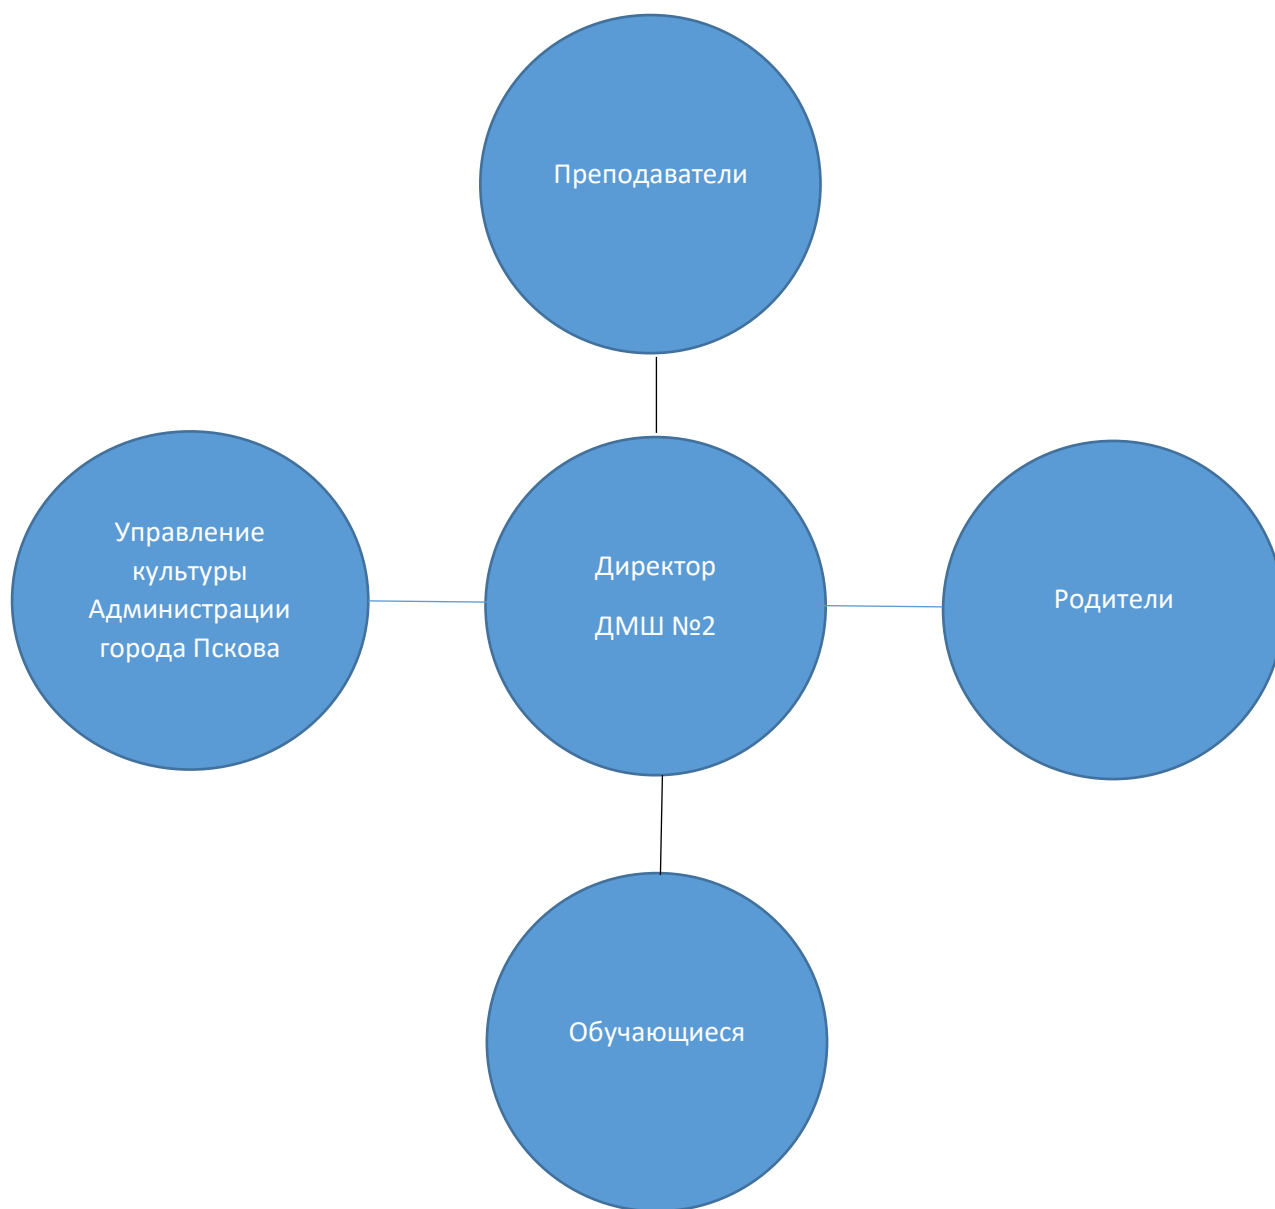 Преподаватели
Управление
культуры
Администрации
города Пскова
Директор
ДМШ №2
Родители
Обучающиеся